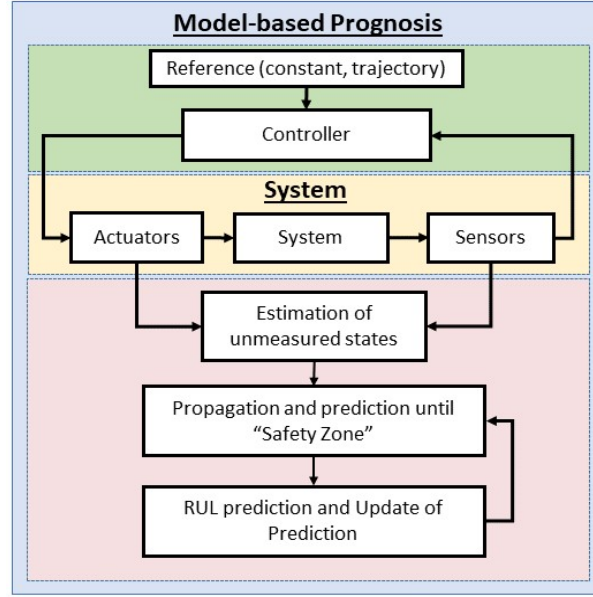 Model-based Prognosis
Reference (constant, trajectory)
Controller
System
Actuators
System
Sensors
Estimation of
unmeasured states
Propagation and prediction until
“Safety Zone”
RUL prediction and Update of
Prediction